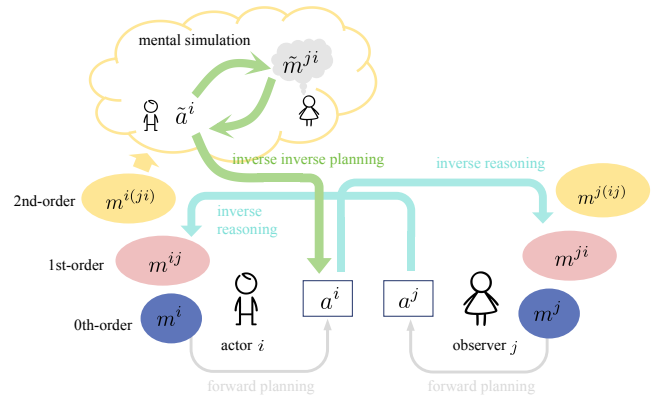 mental simulation
m̃^{ji}
ã^i
inverse inverse planning
inverse reasoning
2nd-order
m^{i(ji)}
m^{j(ij)}
inverse
reasoning
1st-order
m^{ij}
m^{ji}
0th-order
m^i
a^i
a^j
m^j
actor i
observer j
forward planning
forward planning